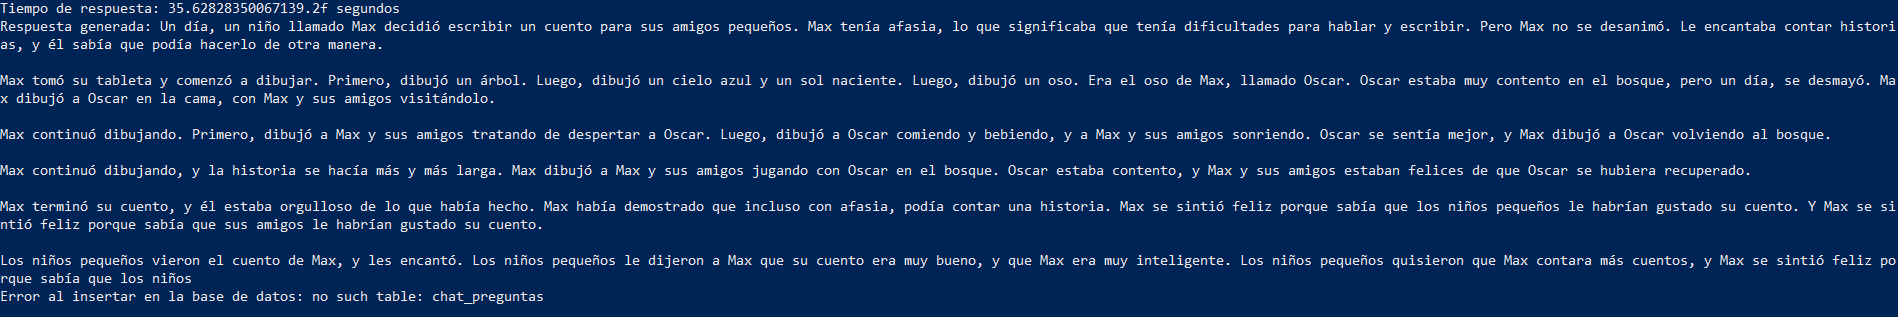 Tiempo de respuesta: 35.62828350067139.2f segundos
Respuesta generada: Un día, un niño llamado Max decidió escribir un cuento para sus amigos pequeños. Max tenía afasia, lo que significaba que tenía dificultades para hablar y escribir. Pero Max no se desanimó. Le encantaba contar histori
as, y él sabía que podía hacerlo de otra manera.
Max tomó su tableta y comenzó a dibujar. Primero, dibujó un árbol. Luego, dibujó un cielo azul y un sol naciente. Luego, dibujó un oso. Era el oso de Max, llamado Oscar. Oscar estaba muy contento en el bosque, pero un día, se desmayó. Ma
x dibujó a Oscar en la cama, con Max y sus amigos visitándolo.
Max continuó dibujando. Primero, dibujó a Max y sus amigos tratando de despertar a Oscar. Luego, dibujó a Oscar comiendo y bebiendo, y a Max y sus amigos sonriendo. Oscar se sentía mejor, y Max dibujó a Oscar volviendo al bosque.
Max continuó dibujando, y la historia se hacía más y más larga. Max dibujó a Max y sus amigos jugando con Oscar en el bosque. Oscar estaba contento, y Max y sus amigos estaban felices de que Oscar se hubiera recuperado.
Max terminó su cuento, y él estaba orgulloso de lo que había hecho. Max había demostrado que incluso con afasia, podía contar una historia. Max se sintió feliz porque sabía que los niños pequeños le habrían gustado su cuento. Y Max se si
ntió feliz porque sabía que sus amigos le habrían gustado su cuento.
Los niños pequeños vieron el cuento de Max, y les encantó. Los niños pequeños le dijeron a Max que su cuento era muy bueno, y que Max era muy inteligente. Los niños pequeños quisieron que Max contara más cuentos, y Max se sintió feliz po
rque sabía que los niños
Error al insertar en la base de datos: no such table: chat_preguntas